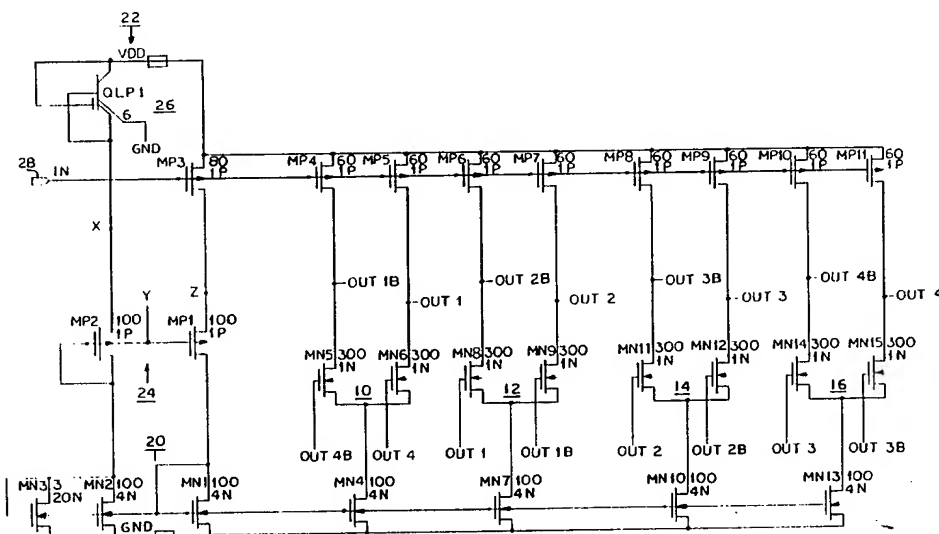 22
VDD
QLP1
6
26
GND
2B
IN
MP3 80
1P
MP4 60
1P
MP5 60
1P
MP6 60
1P
MP7 60
1P
MP8 60
1P
MP9 60
1P
MP10 60
1P
MP11 60
1P
X
Y
Z
OUT 1B
OUT 1
OUT 2B
OUT 2
OUT 3B
OUT 3
OUT 4B
OUT 4
MP2 100
1P
MP1 100
1P
24
MN5 300
1N
MN6 300
1N
MN8 300
1N
MN9 300
1N
MN11 300
1N
MN12 300
1N
MN14 300
1N
MN15 300
1N
10
12
14
16
OUT 4B
OUT 4
OUT 1
OUT 1B
OUT 2
OUT 2B
OUT 3
OUT 3B
20
MN3 3
20N
MN2 100
4N
MN1 100
4N
MN4 100
4N
MN7 100
4N
MN10 100
4N
MN13 100
4N
GND